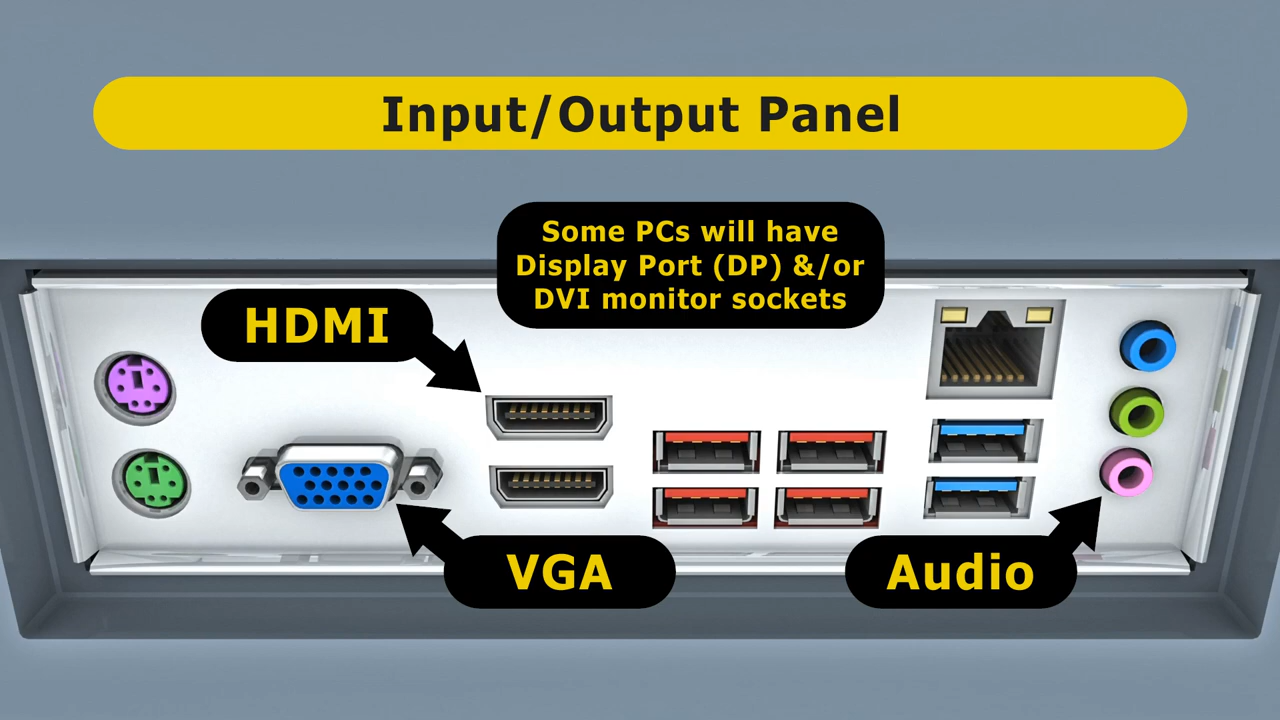 Input/Output Panel
Some PCs will have
Display Port (DP) &/or
DVI monitor sockets
HDMI
VGA
Audio